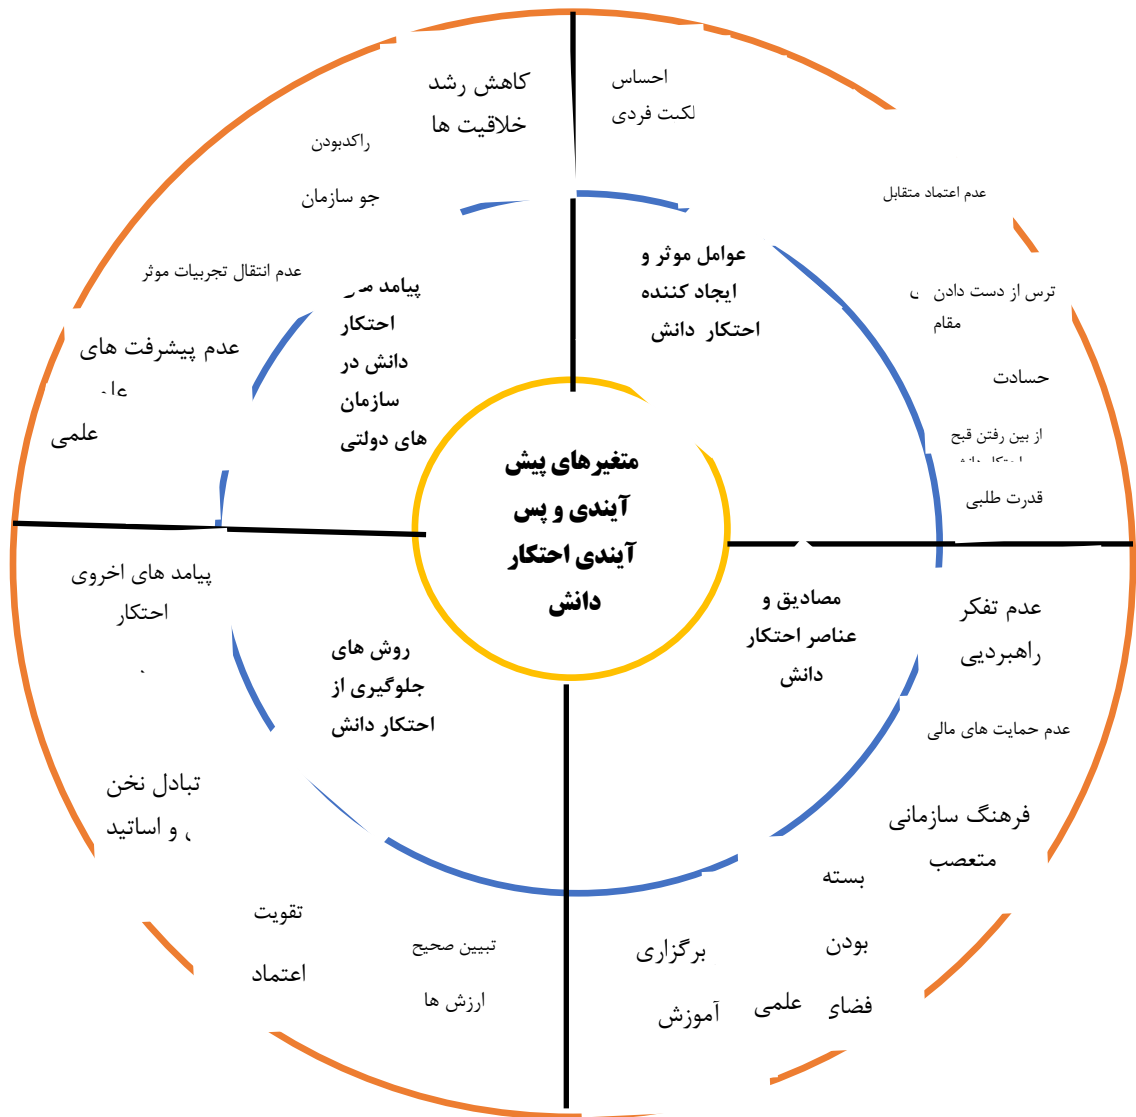 احساس
لکیت فردی
عدم اعتماد متقابل
ترس از دست دادن
مقام
حسادت
از بین رفتن قبح
قدرت طلبی
عوامل موثر و
ایجاد کننده
احتکار دانش
کاهش رشد
خلاقیت ها
راکدبودن
جو سازمان
عدم انتقال تجربیات موثر
عدم پیشرفت های
علمی
پیامد
احتکار
دانش در
سازمان
های دولتی
متغیرهای پیش
آیندی و پس
آیندی احتکار
دانش
مصادیق و
عناصر احتکار
دانش
عدم تفکر
راهبردیی
عدم حمایت های مالی
فرهنگ سازمانی
متعصب
بسته
بودن
فضای علمی
برگزاری
آموزش
روش های
جلوگیری از
احتکار دانش
پیامد های اخروی
احتکار
تبادل نخن
و اساتید
تقویت
اعتماد
تبیین صحیح
ارزش ها